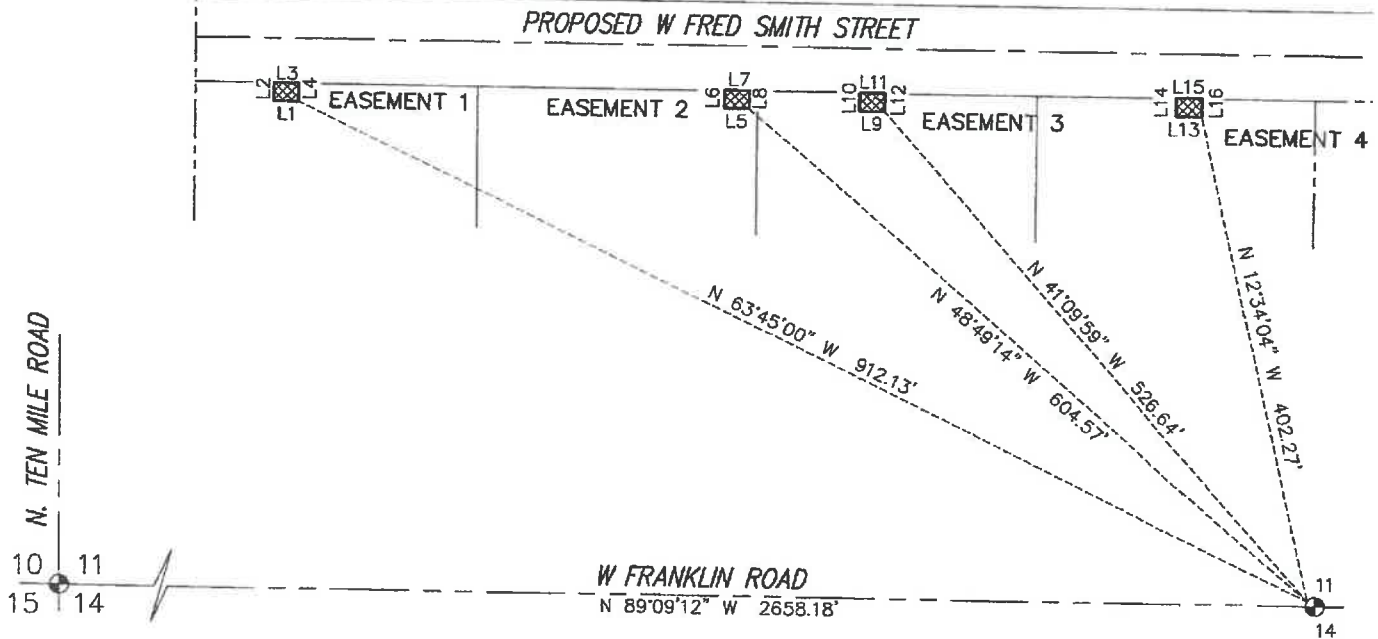 PROPOSED W FRED SMITH STREET
L3
L2
L4
L1
EASEMENT 1
EASEMENT 2
L7
L6
L8
L5
L11
L10
L12
L9
EASEMENT 3
L15
L14
L16
L13
EASEMENT 4
N 63°45'00" W 912.13'
N 48°49'14" W 604.57'
N 41°09'59" W 526.64'
N 12°34'04" W 402.27'
N. TEN MILE ROAD
10 11
15 14
W FRANKLIN ROAD
N 89°09'12" W 2658.18'
11
14